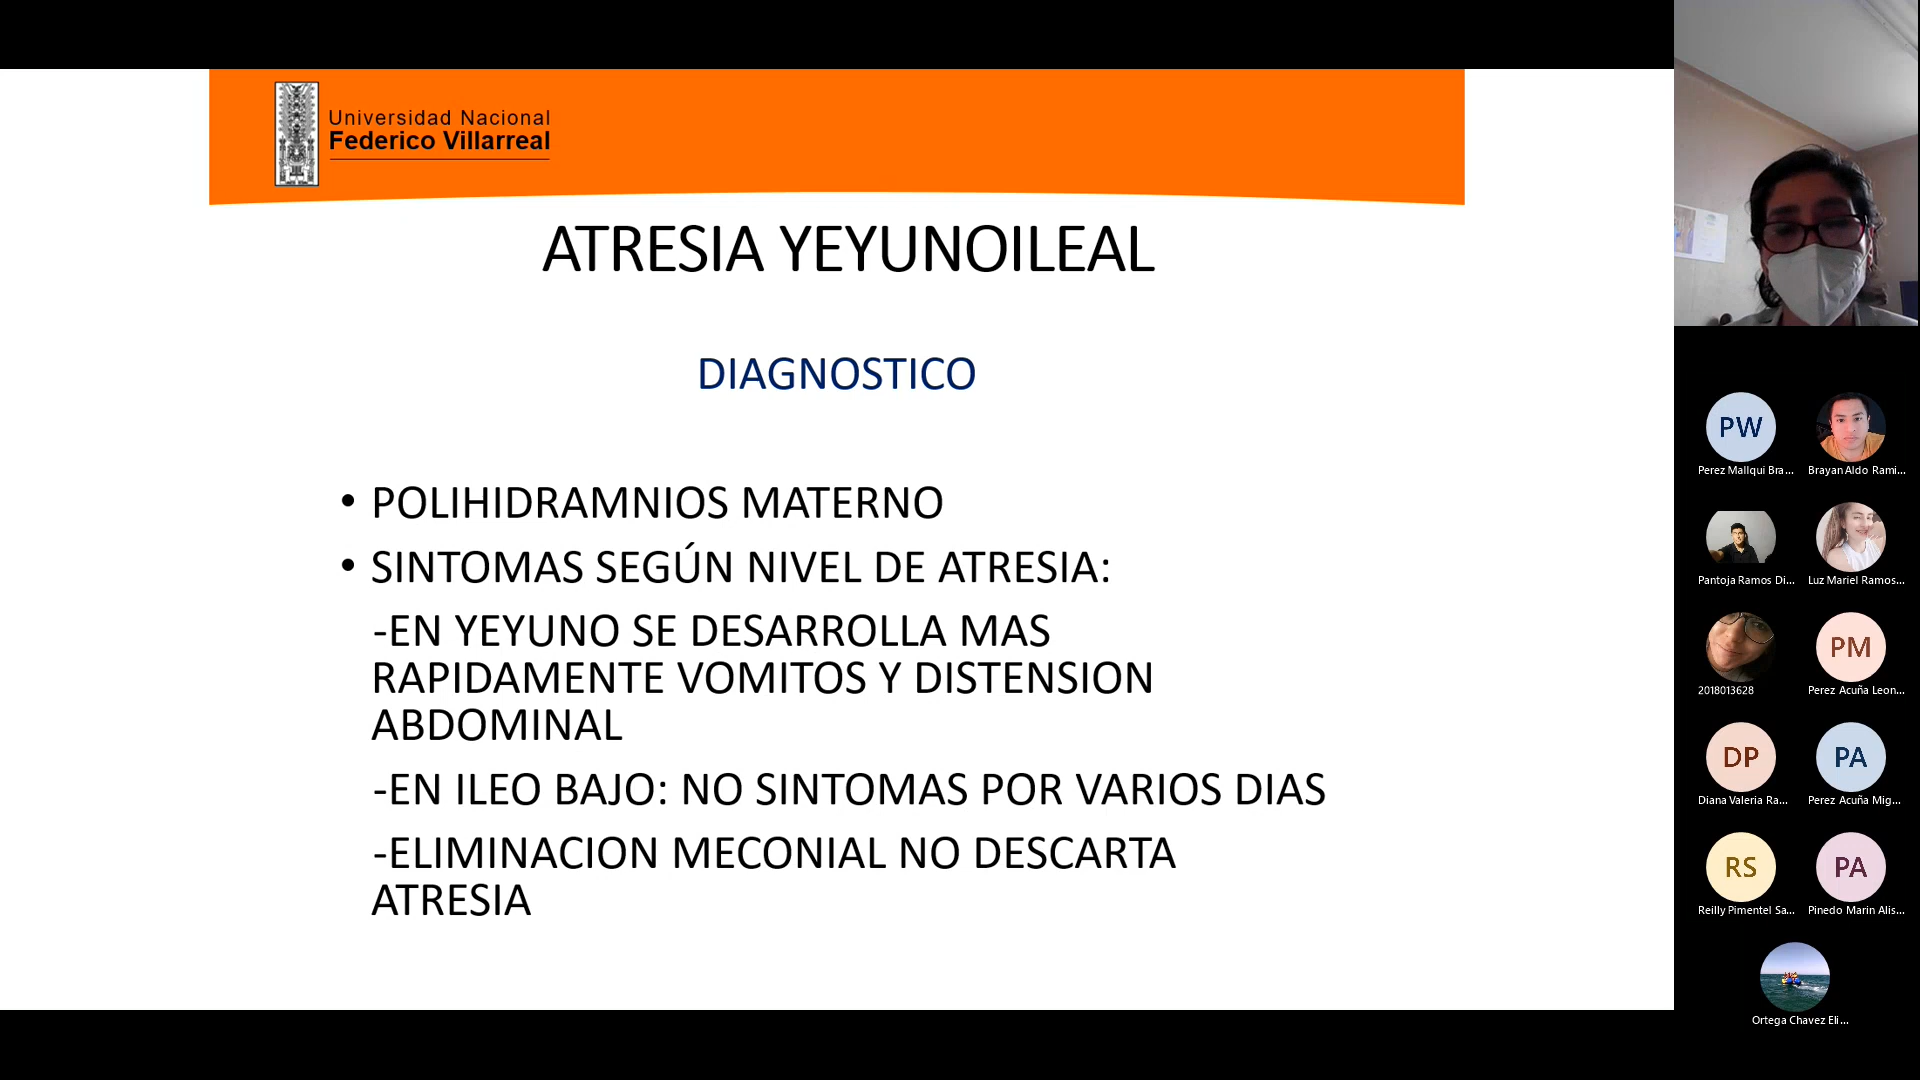 Universidad Nacional
Federico Villarreal
ATRESIA YEYUNOILEAL
DIAGNOSTICO
• POLIHIDRAMNIOS MATERNO
• SINTOMAS SEGÚN NIVEL DE ATRESIA:
-EN YEYUNO SE DESARROLLA MAS
RAPIDAMENTE VOMITOS Y DISTENSION
ABDOMINAL
-EN ILEO BAJO: NO SINTOMAS POR VARIOS DIAS
-ELIMINACION MECONIAL NO DESCARTA
ATRESIA
PW
Perez Mallqui Bra...
Brayan Aldo Rami...
Pantoja Ramos Di...
Luz Mariel Ramos...
2018013628
PM
Perez Acuña Leon...
DP
Diana Valeria Ra...
PA
Perez Acuña Mig...
RS
Reilly Pimentel Sa...
PA
Pinedo Marin Alis...
Ortega Chavez Eli...